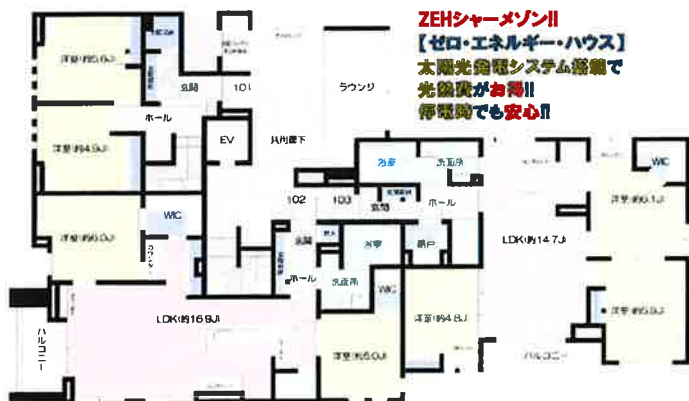 ZEHシャーメゾン!!
【ゼロ・エネルギー・ハウス】
太陽光発電システム搭載で
光熱費がお得!!
停電時でも安心!!
洋室(約5.6J)
玄関
101
ラウンジ
ホール
EV
共用廊下
洋室(約4.9J)
浴室
洗面所
WIC
102
103
玄関
ホール
洋室(約6.1J)
WIC
洋室(約6.0J)
玄関
浴室
納戸
LDK(約14.7J)
ホール
洗面所
WIC
LDK(約16.9J)
洋室(約4.8J)
洋室(約5.9J)
バルコニー
洋室(約5.0J)
バルコニー